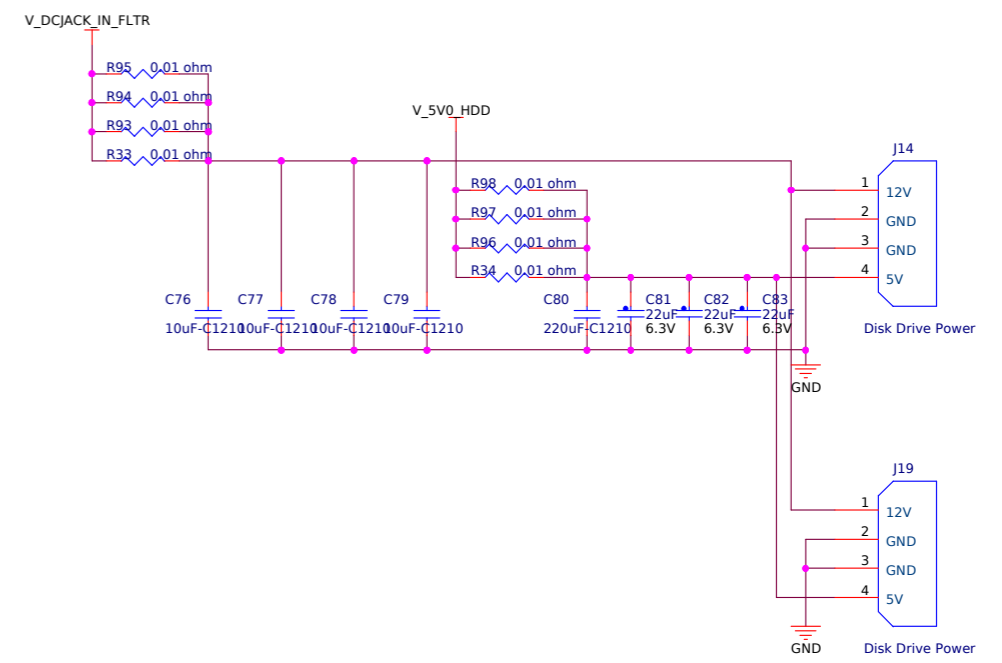 V_DCJACK_IN_FLTR
R95 0.01 ohm
R94 0.01 ohm
R93 0.01 ohm
R33 0.01 ohm
V_5V0_HDD
R98 0.01 ohm
R97 0.01 ohm
R96 0.01 ohm
R34 0.01 ohm
C76
10uF-C1210
C77
10uF-C1210
C78
10uF-C1210
C79
10uF-C1210
C80
220uF-C1210
C81
22uF
6.3V
C82
22uF
6.3V
C83
22uF
6.3V
J14
1 12V
2 GND
3 GND
4 5V
Disk Drive Power
GND
J19
1 12V
2 GND
3 GND
4 5V
GND
Disk Drive Power